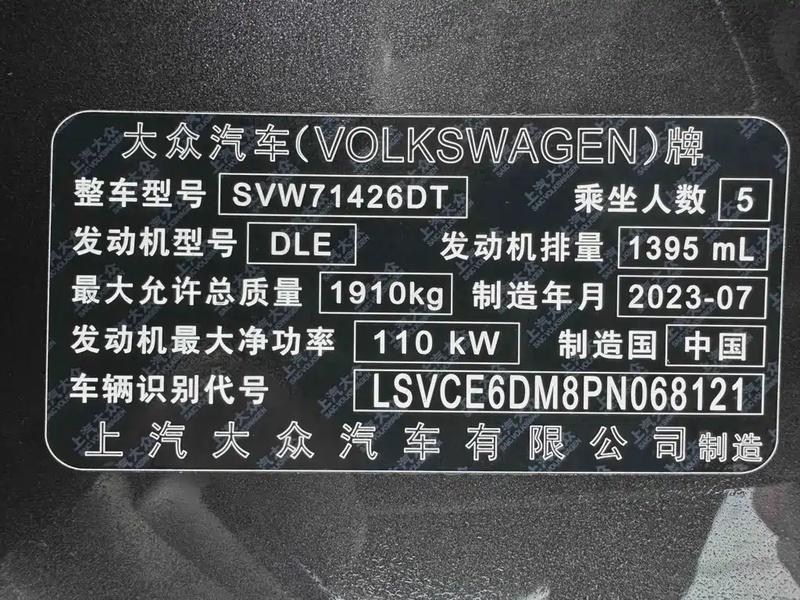 大众汽车(VOLKSWAGEN)牌
整车型号 SVW71426DT 乘坐人数 5
发动机型号 DLE 发动机排量 1395 mL
最大允许总质量 1910kg 制造年月 2023-07
发动机最大净功率 110 kW 制造国 中国
车辆识别代号 LSVCE6DM8PN068121
上汽大众汽车有限公司制造